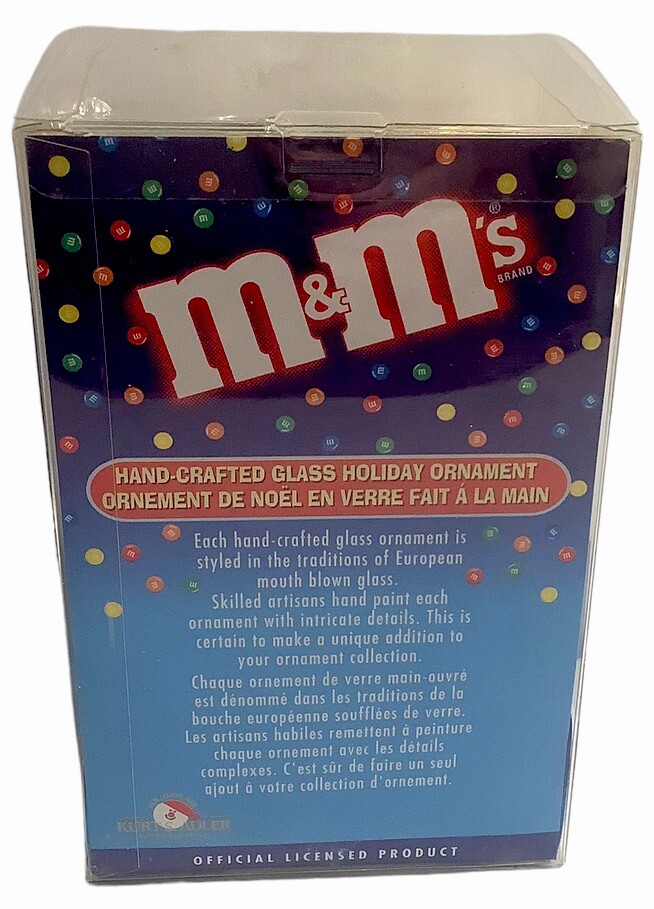 m&m's®
BRAND
HAND-CRAFTED GLASS HOLIDAY ORNAMENT
ORNEMENT DE NOËL EN VERRE FAIT Á LA MAIN
Each hand-crafted glass ornament is
styled in the traditions of European
mouth blown glass.
Skilled artisans hand paint each
ornament with intricate details. This is
certain to make a unique addition to
your ornament collection.
Chaque ornement de verre main-ouvré
est dénommé dans les traditions de la
bouche européenne soufflées de verre.
Les artisans habiles remettent à peinture
chaque ornement avec les détails
complexes. C'est sûr de faire un seul
ajout à votre collection d'ornement.
KURT S. ADLER
OFFICIAL LICENSED PRODUCT